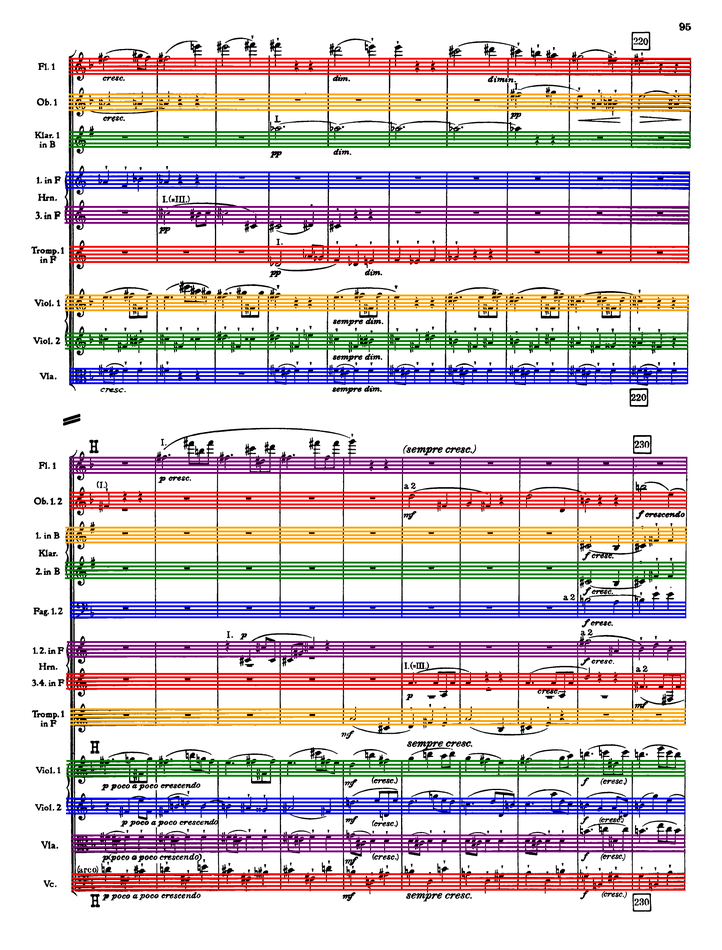 95
220
Fl. 1
cresc.
dim.
dimin.
Ob. 1
cresc.
I.
pp
Klar. 1
in B
I.
pp
dim.
1. in F
Hrn.
I.(=III.)
3. in F
pp
I.
Tromp. 1
in F
pp
dim.
Viol. 1
sempre dim.
Viol. 2
sempre dim.
Vla.
cresc.
sempre dim.
220
H
I.
(sempre cresc.)
230
Fl. 1
p cresc.
(I.)
a 2
Ob. 1. 2
mf
f crescendo
1. in B
Klar.
f cresc.
2. in B
f cresc.
a 2
Fag. 1. 2
f cresc.
I.
p
a 2
1.2. in F
Hrn.
f cresc.
I.(=III.)
a 2
3.4. in F
p
cresc.
mf
Tromp. 1
in F
mf
H
sempre cresc.
Viol. 1
p poco a poco crescendo
mf
(cresc.)
f
(cresc.)
Viol. 2
p poco a poco crescendo
mf
(cresc.)
f
(cresc.)
Vla.
p(poco a poco crescendo)
mf
(cresc.)
f
(cresc.)
(arco)
Vc.
H
p poco a poco crescendo
mf
sempre cresc.
f
(cresc.)
230